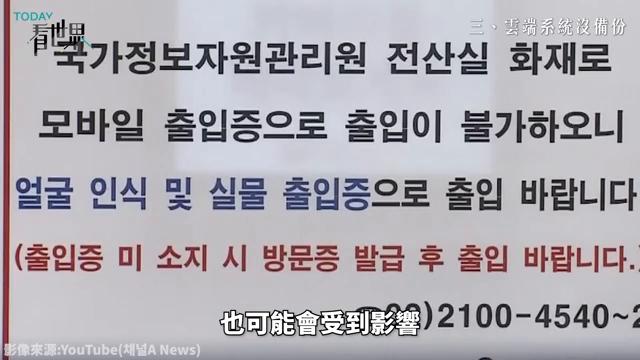 TODAY
看世界
三、雲端系統沒備份
국가정보자원관리원 전산실 화재로
모바일 출입증으로 출입이 불가하오니
얼굴 인식 및 실물 출입증으로 출입 바랍니다
(출입증 미 소지 시 방문증 발급 후 출입 바랍니다.)
)2100-4540~2
也可能會受到影響
影像來源:YouTube(채널A News)